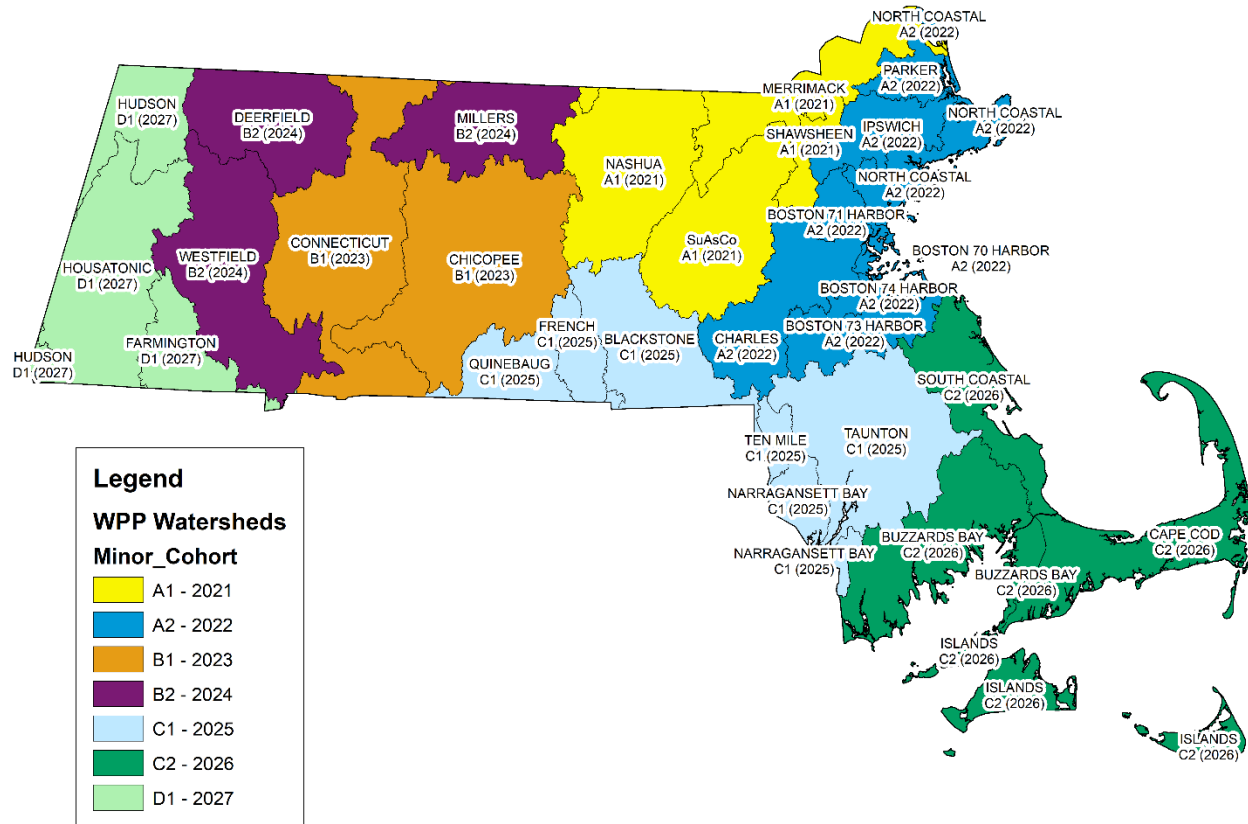 NORTH COASTAL
A2 (2022)
PARKER
A2 (2022)
MERRIMACK
A1 (2021)
HUDSON
D1 (2027)
DEERFIELD
B2 (2024)
MILLERS
B2 (2024)
NORTH COASTAL
A2 (2022)
SHAWSHEEN
A1 (2021)
IPSWICH
A2 (2022)
NASHUA
A1 (2021)
NORTH COASTAL
A2 (2022)
BOSTON 71 HARBOR
A2 (2022)
CONNECTICUT
B1 (2023)
SuAsCo
A1 (2021)
BOSTON 70 HARBOR
A2 (2022)
WESTFIELD
B2 (2024)
CHICOPEE
B1 (2023)
HOUSATONIC
D1 (2027)
BOSTON 74 HARBOR
A2 (2022)
FRENCH
C1 (2025)
BLACKSTONE
C1 (2025)
CHARLES
A2 (2022)
BOSTON 73 HARBOR
A2 (2022)
FARMINGTON
D1 (2027)
HUDSON
D1 (2027)
QUINEBAUG
C1 (2025)
SOUTH COASTAL
C2 (2026)
TEN MILE
C1 (2025)
TAUNTON
C1 (2025)
NARRAGANSETT BAY
C1 (2025)
BUZZARDS BAY
C2 (2026)
CAPE COD
C2 (2026)
NARRAGANSETT BAY
C1 (2025)
BUZZARDS BAY
C2 (2026)
ISLANDS
C2 (2026)
ISLANDS
C2 (2026)
ISLANDS
C2 (2026)
Legend
WPP Watersheds
Minor_Cohort
A1 - 2021
A2 - 2022
B1 - 2023
B2 - 2024
C1 - 2025
C2 - 2026
D1 - 2027